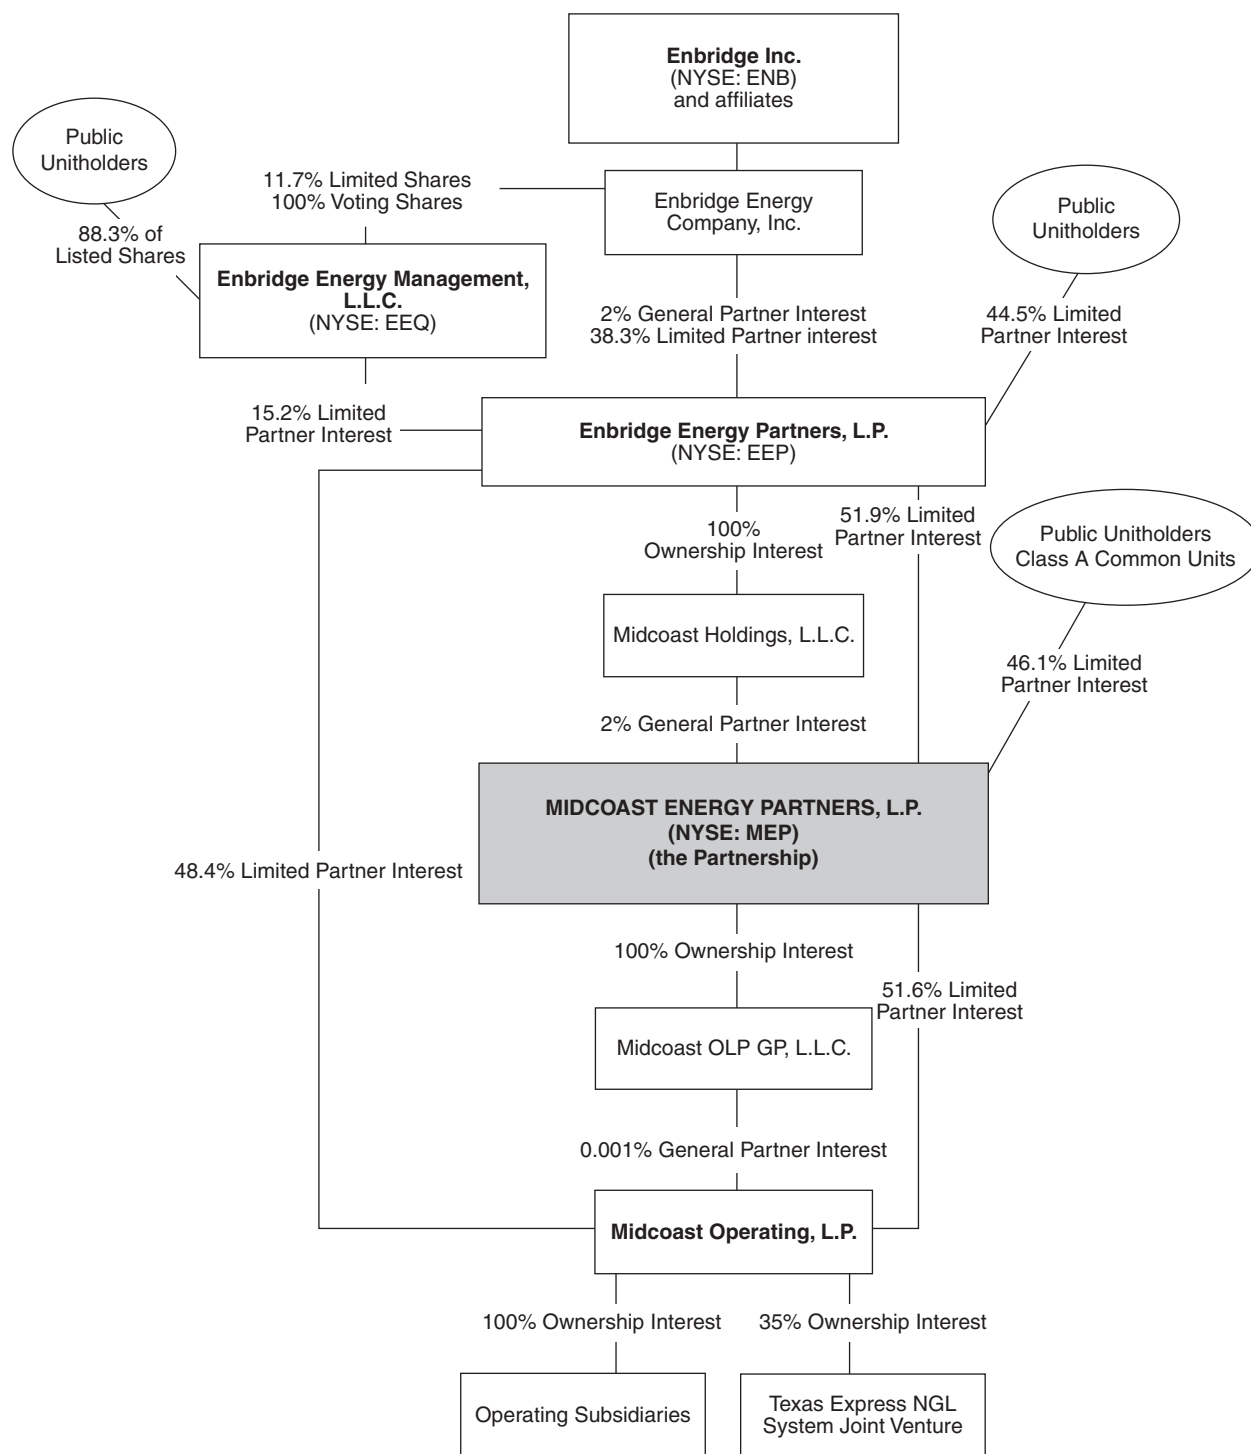 Enbridge Inc.
(NYSE: ENB)
and affiliates
Public
Unitholders
11.7% Limited Shares
100% Voting Shares
Enbridge Energy
Company, Inc.
Public
Unitholders
88.3% of
Listed Shares
Enbridge Energy Management,
L.L.C.
(NYSE: EEQ)
2% General Partner Interest
38.3% Limited Partner interest
44.5% Limited
Partner Interest
15.2% Limited
Partner Interest
Enbridge Energy Partners, L.P.
(NYSE: EEP)
100%
Ownership Interest
51.9% Limited
Partner Interest
Public Unitholders
Class A Common Units
Midcoast Holdings, L.L.C.
46.1% Limited
Partner Interest
2% General Partner Interest
MIDCOAST ENERGY PARTNERS, L.P.
(NYSE: MEP)
(the Partnership)
48.4% Limited Partner Interest
100% Ownership Interest
51.6% Limited
Partner Interest
Midcoast OLP GP, L.L.C.
0.001% General Partner Interest
Midcoast Operating, L.P.
100% Ownership Interest
35% Ownership Interest
Operating Subsidiaries
Texas Express NGL
System Joint Venture